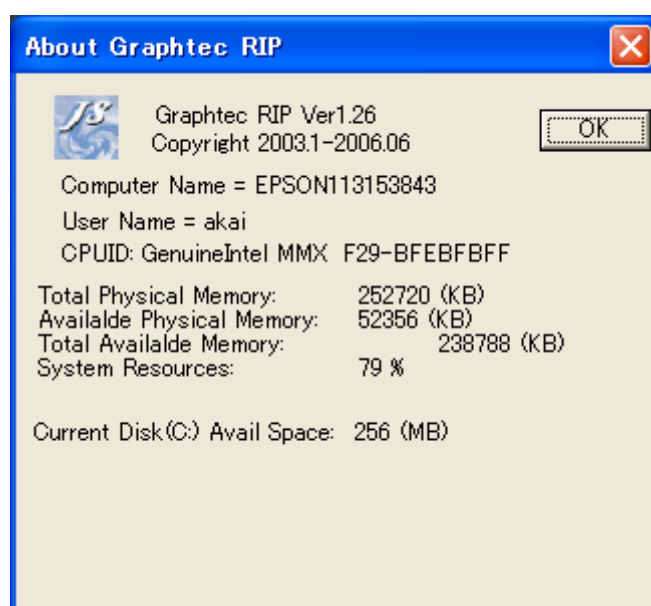 About Graphtec RIP
JS
Graphtec RIP Ver1.26
OK
Copyright 2003.1-2006.06
Computer Name = EPSON113153843
User Name = akai
CPUID: GenuineIntel MMX F29-BFEBFBFF
Total Physical Memory: 252720 (KB)
Availalde Physical Memory: 52356 (KB)
Total Availalde Memory: 238788 (KB)
System Resources: 79 %
Current Disk(C:) Avail Space: 256 (MB)